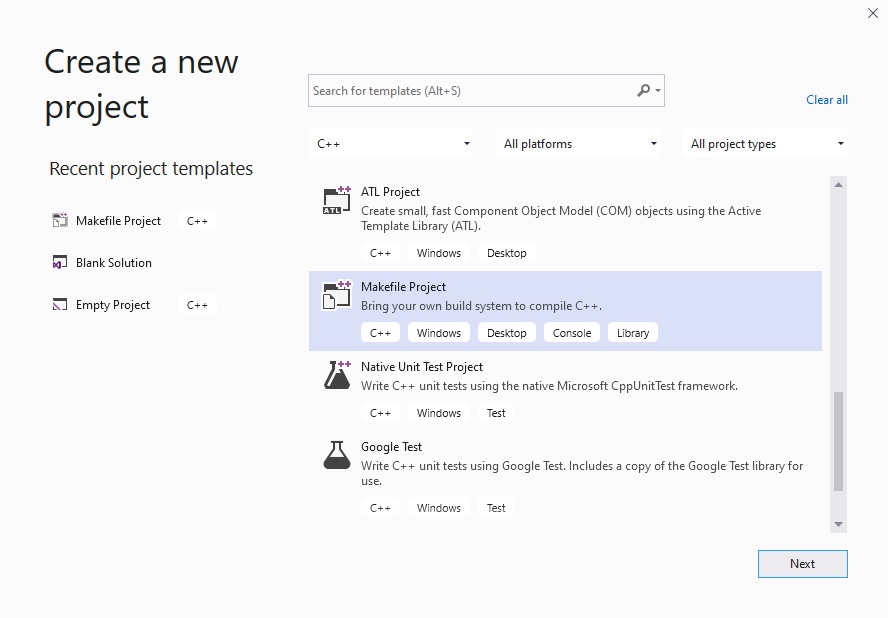 Create a new
project
Search for templates (Alt+S)
Clear all
C++
All platforms
All project types
Recent project templates
Makefile Project C++
Blank Solution
Empty Project C++
++
ATL
ATL Project
Create small, fast Component Object Model (COM) objects using the Active
Template Library (ATL).
C++ Windows Desktop
++
Makefile Project
Bring your own build system to compile C++.
C++ Windows Desktop Console Library
++
Native Unit Test Project
Write C++ unit tests using the native Microsoft CppUnitTest framework.
C++ Windows Test
Google Test
Write C++ unit tests using Google Test. Includes a copy of the Google Test library for
use.
C++ Windows Test
Next